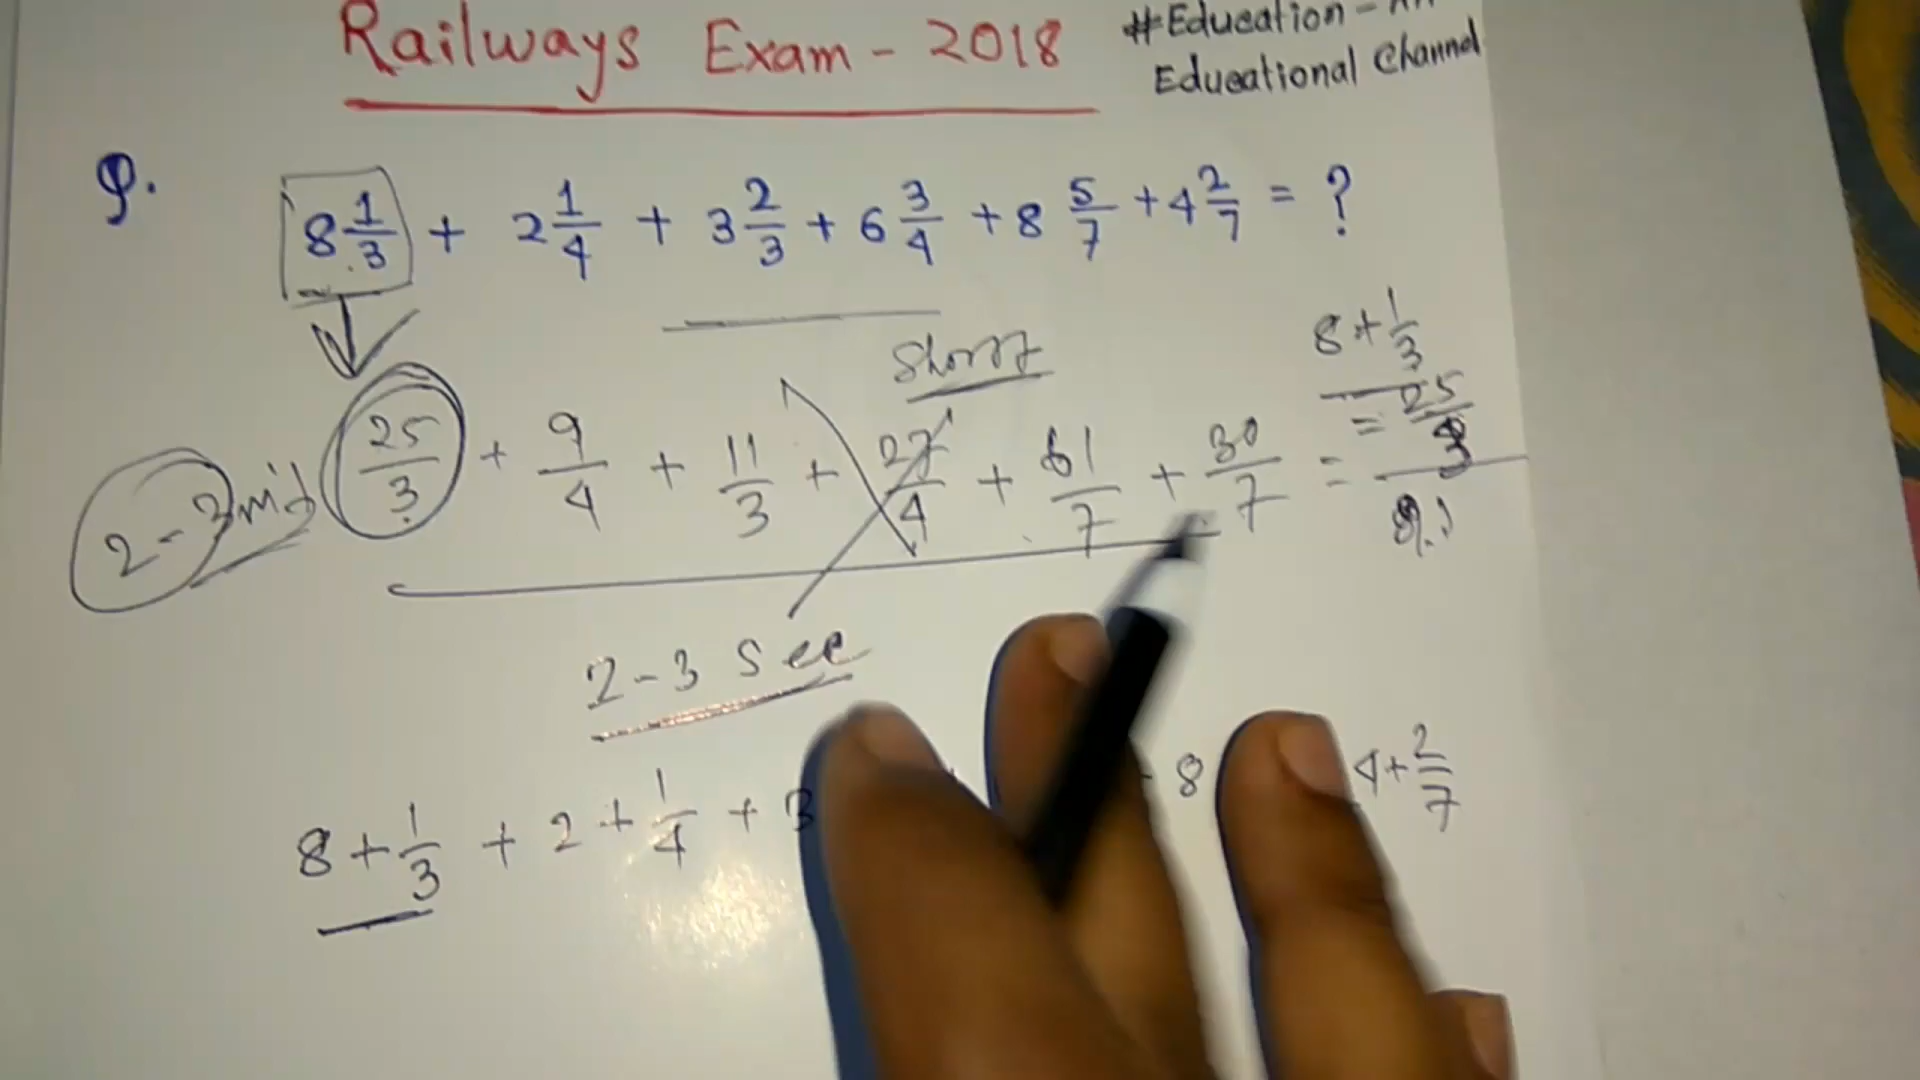 Railways Exam - 2018
#Education - An
Educational Channel
Q. 8 1/3 + 2 1/4 + 3 2/3 + 6 3/4 + 8 5/7 + 4 2/7 = ?
8 + 1/3
= 25/3
Short
2 - 3 min 25/3 + 9/4 + 11/3 + 27/4 + 61/7 + 30/7 =
2 - 3 Sec
8 + 1/3 + 2 + 1/4 + 3 8 4 + 2/7